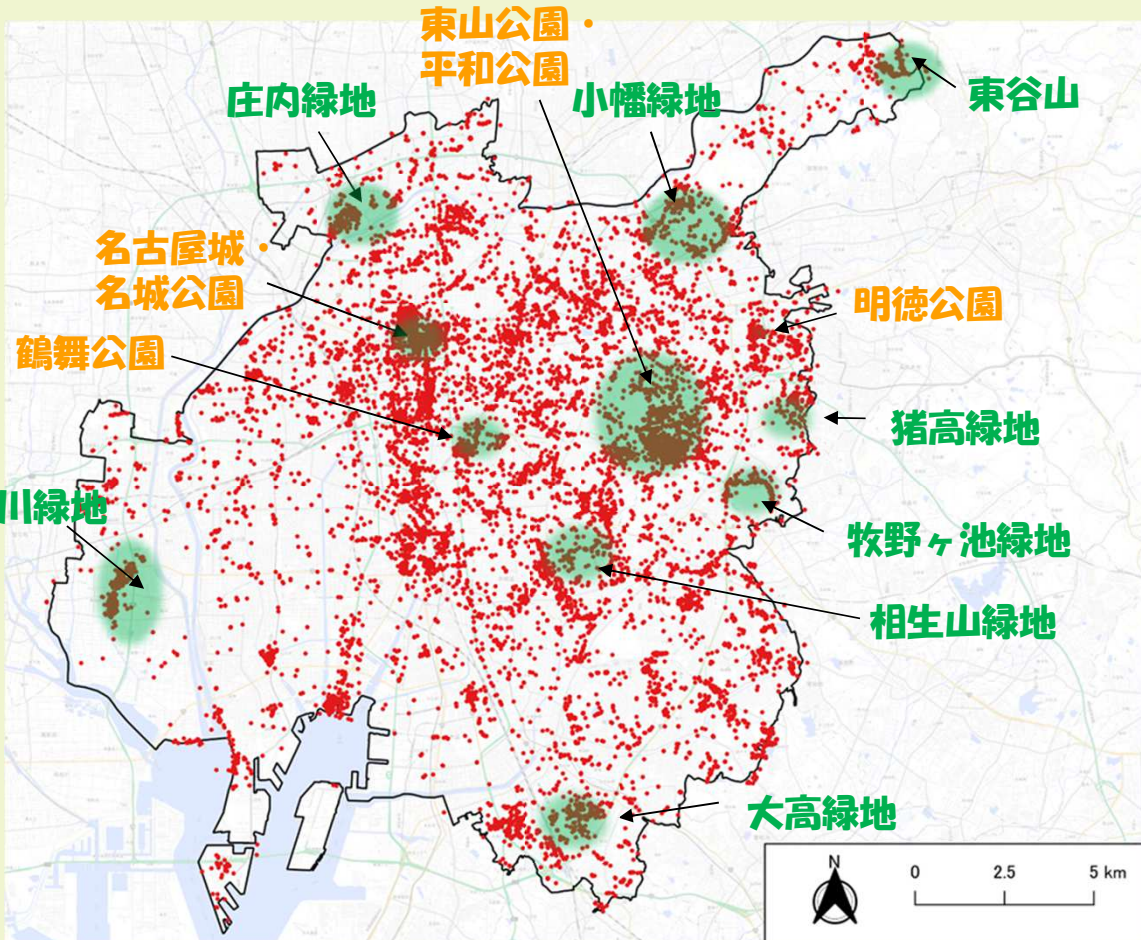 東山公園・
平和公園
庄内緑地
小幡緑地
東谷山
名古屋城・
名城公園
明徳公園
鶴舞公園
猪高緑地
川緑地
牧野ヶ池緑地
相生山緑地
大高緑地
N
0 2.5 5 km